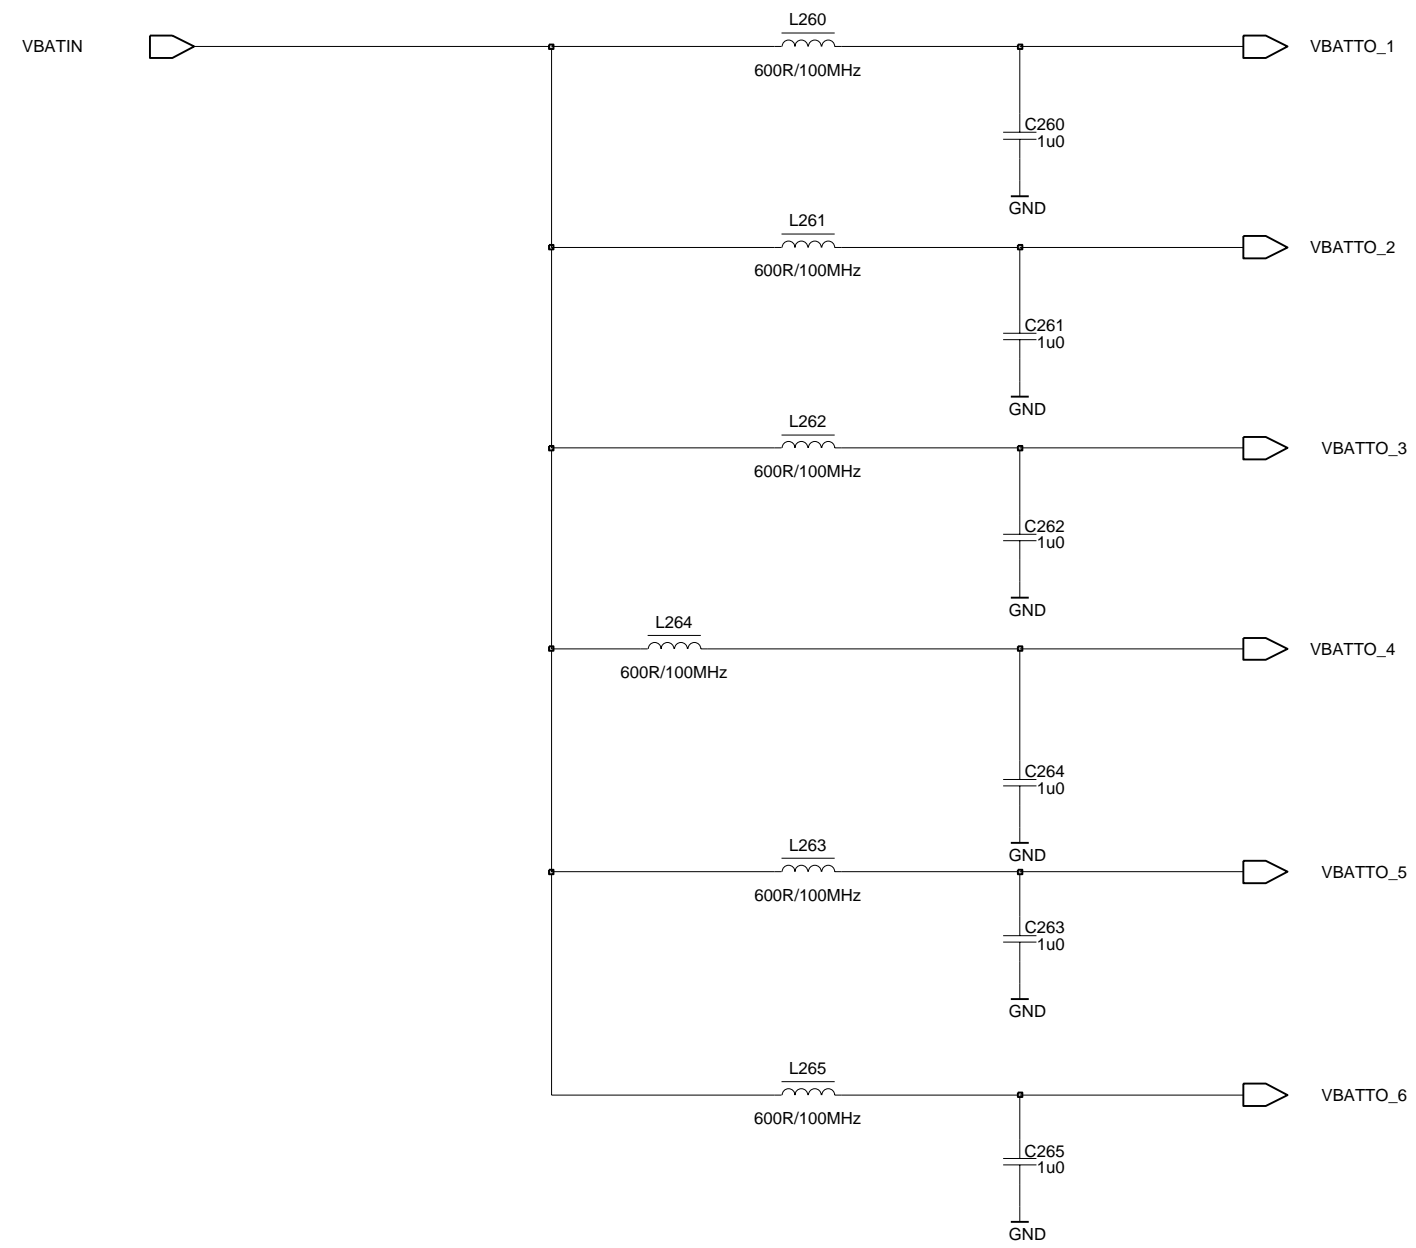 L260
VBATIN
VBATTO_1
600R/100MHz
C260
1u0
GND
L261
VBATTO_2
600R/100MHz
C261
1u0
GND
L262
VBATTO_3
600R/100MHz
C262
1u0
GND
L264
VBATTO_4
600R/100MHz
C264
1u0
L263
GND
VBATTO_5
600R/100MHz
C263
1u0
GND
L265
VBATTO_6
600R/100MHz
C265
1u0
GND